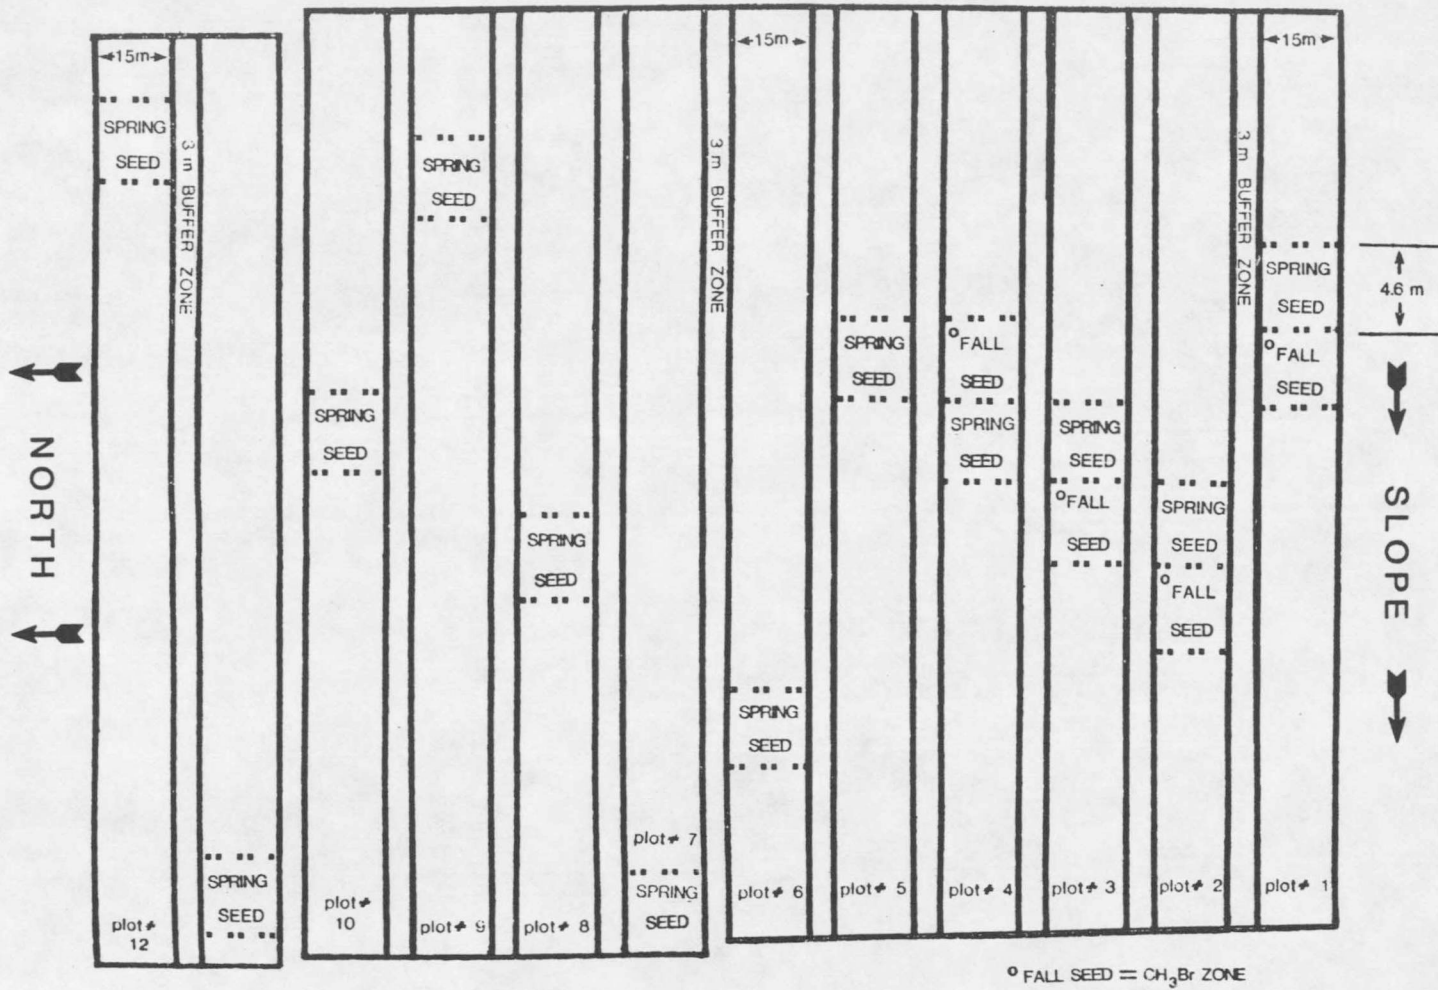 15m
SPRING
SEED
3 m BUFFER ZONE
SPRING
SEED
plot# 12
SPRING
SEED
plot# 10
SPRING
SEED
plot# 9
SPRING
SEED
plot# 8
plot# 7
SPRING
SEED
3 m BUFFER ZONE
15m
SPRING
SEED
plot# 6
SPRING
SEED
plot# 5
o FALL
SEED
SPRING
SEED
plot# 4
SPRING
SEED
o FALL
SEED
plot# 3
SPRING
SEED
o FALL
SEED
plot# 2
3 m BUFFER ZONE
15m
SPRING
SEED
o FALL
SEED
plot# 1
4.6 m
NORTH
SLOPE
o FALL SEED = CH₃Br ZONE